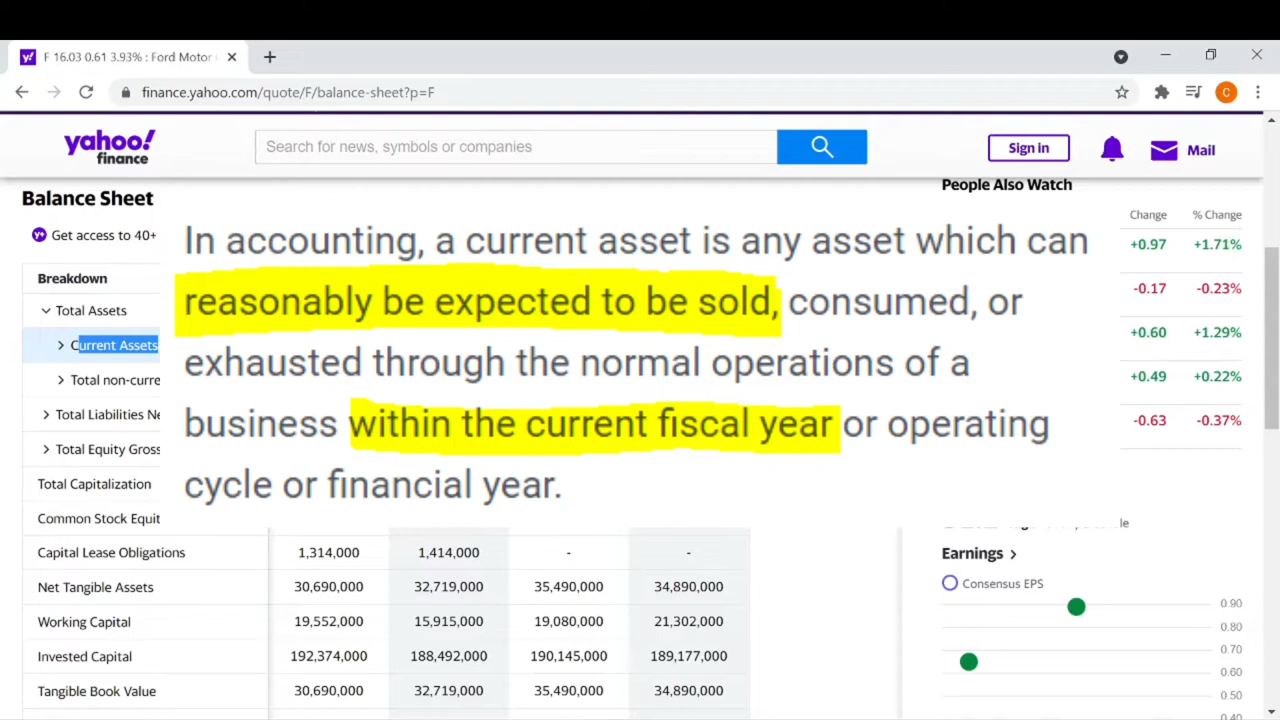 F 16.03 0.61 3.93% : Ford Motor
finance.yahoo.com/quote/F/balance-sheet?p=F
C
yahoo!
finance
Search for news, symbols or companies
Sign in
Mail
Balance Sheet
Get access to 40+
Breakdown
Total Assets
Current Assets
Total non-curre
Total Liabilities Ne
Total Equity Gross
Total Capitalization
Common Stock Equit
In accounting, a current asset is any asset which can
reasonably be expected to be sold, consumed, or
exhausted through the normal operations of a
business within the current fiscal year or operating
cycle or financial year.
Capital Lease Obligations 1,314,000 1,414,000 - -
Net Tangible Assets 30,690,000 32,719,000 35,490,000 34,890,000
Working Capital 19,552,000 15,915,000 19,080,000 21,302,000
Invested Capital 192,374,000 188,492,000 190,145,000 189,177,000
Tangible Book Value 30,690,000 32,719,000 35,490,000 34,890,000
People Also Watch
Change % Change
+0.97 +1.71%
-0.17 -0.23%
+0.60 +1.29%
+0.49 +0.22%
-0.63 -0.37%
Earnings >
Consensus EPS
0.90
0.80
0.70
0.60
0.50
0.40